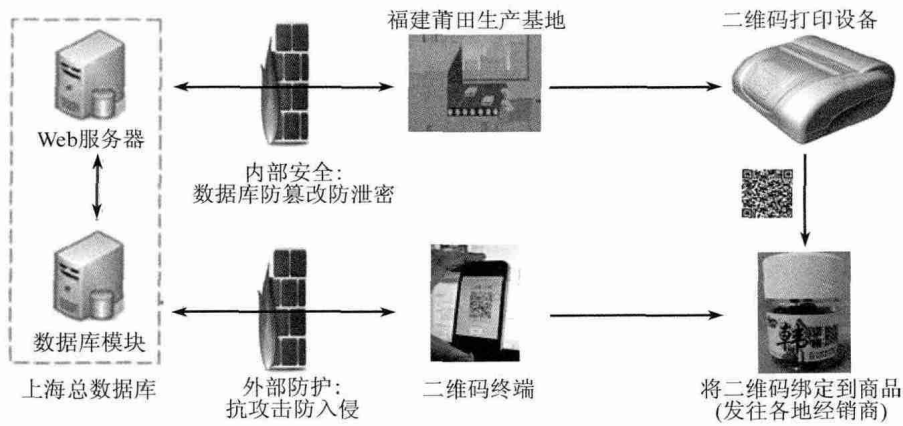 福建莆田生产基地
二维码打印设备
Web服务器
内部安全:
数据库防篡改防泄密
数据库模块
上海总数据库
外部防护:
抗攻击防入侵
二维码终端
将二维码绑定到商品
(发往各地经销商)
韩